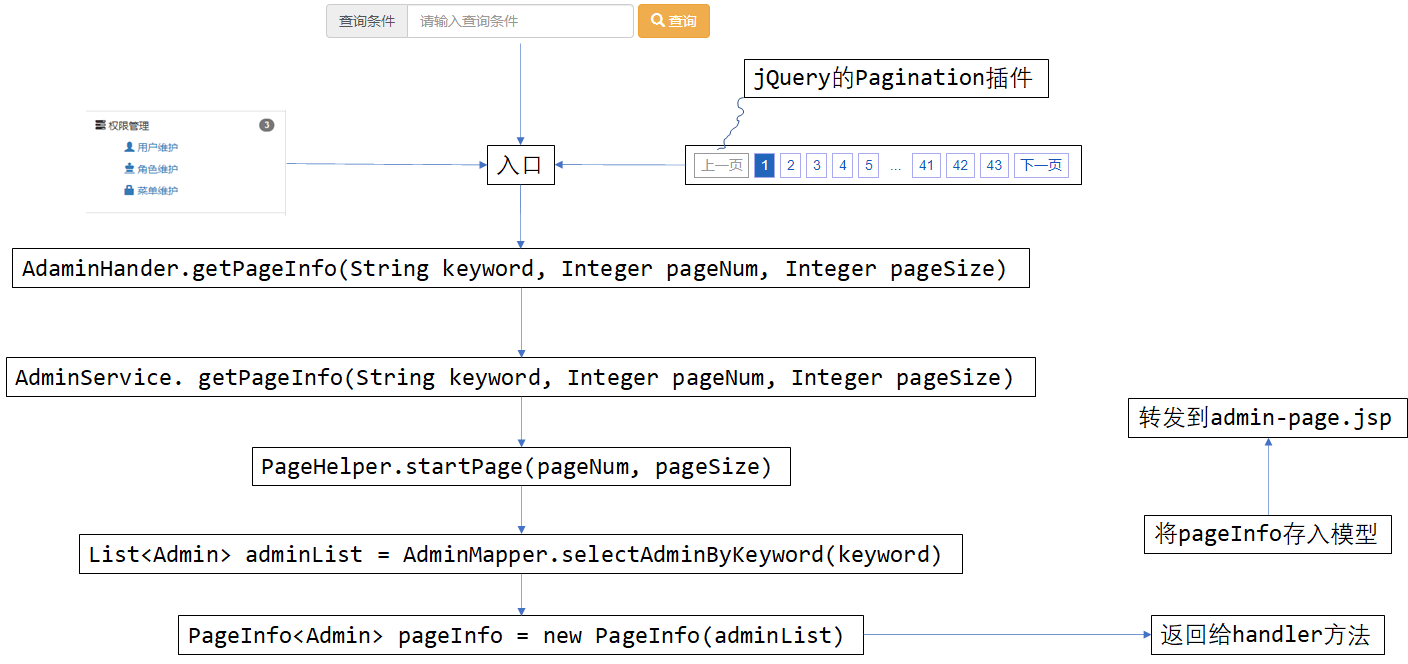 查询条件 请输入查询条件 查询
jQuery的Pagination插件
权限管理 3
用户维护
角色维护
菜单维护
入口
上一页 1 2 3 4 5 ... 41 42 43 下一页
AdaminHander.getPageInfo(String keyword, Integer pageNum, Integer pageSize)
AdminService. getPageInfo(String keyword, Integer pageNum, Integer pageSize)
转发到admin-page.jsp
PageHelper.startPage(pageNum, pageSize)
将pageInfo存入模型
List<Admin> adminList = AdminMapper.selectAdminByKeyword(keyword)
PageInfo<Admin> pageInfo = new PageInfo(adminList)
返回给handler方法